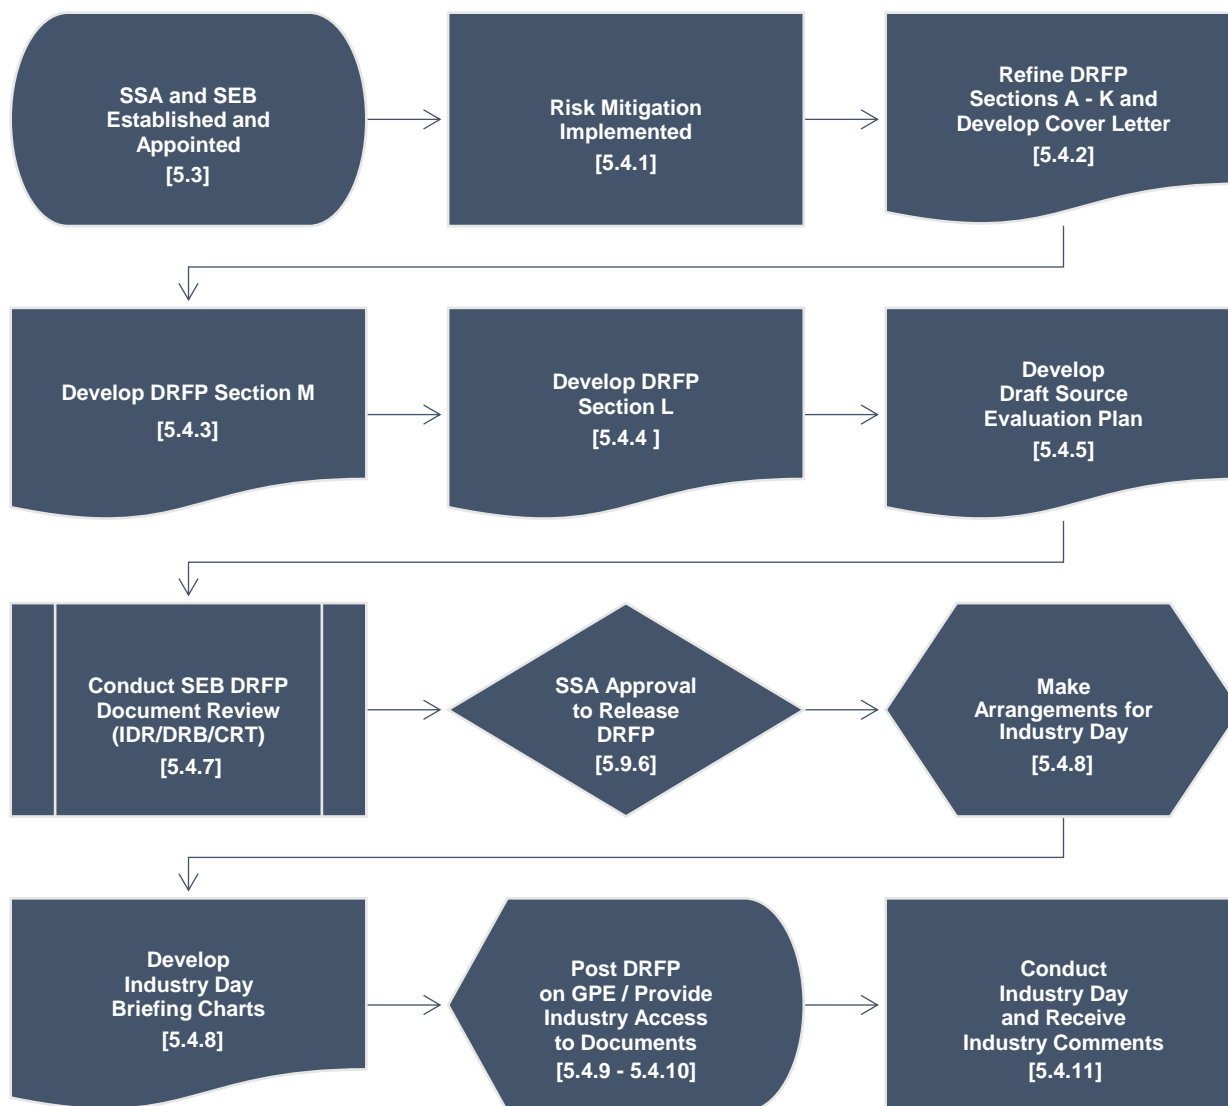 SSA and SEB
Established and
Appointed
[5.3]
Risk Mitigation
Implemented
[5.4.1]
Refine DRFP
Sections A - K and
Develop Cover Letter
[5.4.2]
Develop DRFP Section M
[5.4.3]
Develop DRFP
Section L
[5.4.4 ]
Develop
Draft Source
Evaluation Plan
[5.4.5]
Conduct SEB DRFP
Document Review
(IDR/DRB/CRT)
[5.4.7]
SSA Approval
to Release
DRFP
[5.9.6]
Make
Arrangements for
Industry Day
[5.4.8]
Develop
Industry Day
Briefing Charts
[5.4.8]
Post DRFP
on GPE / Provide
Industry Access
to Documents
[5.4.9 - 5.4.10]
Conduct
Industry Day
and Receive
Industry Comments
[5.4.11]